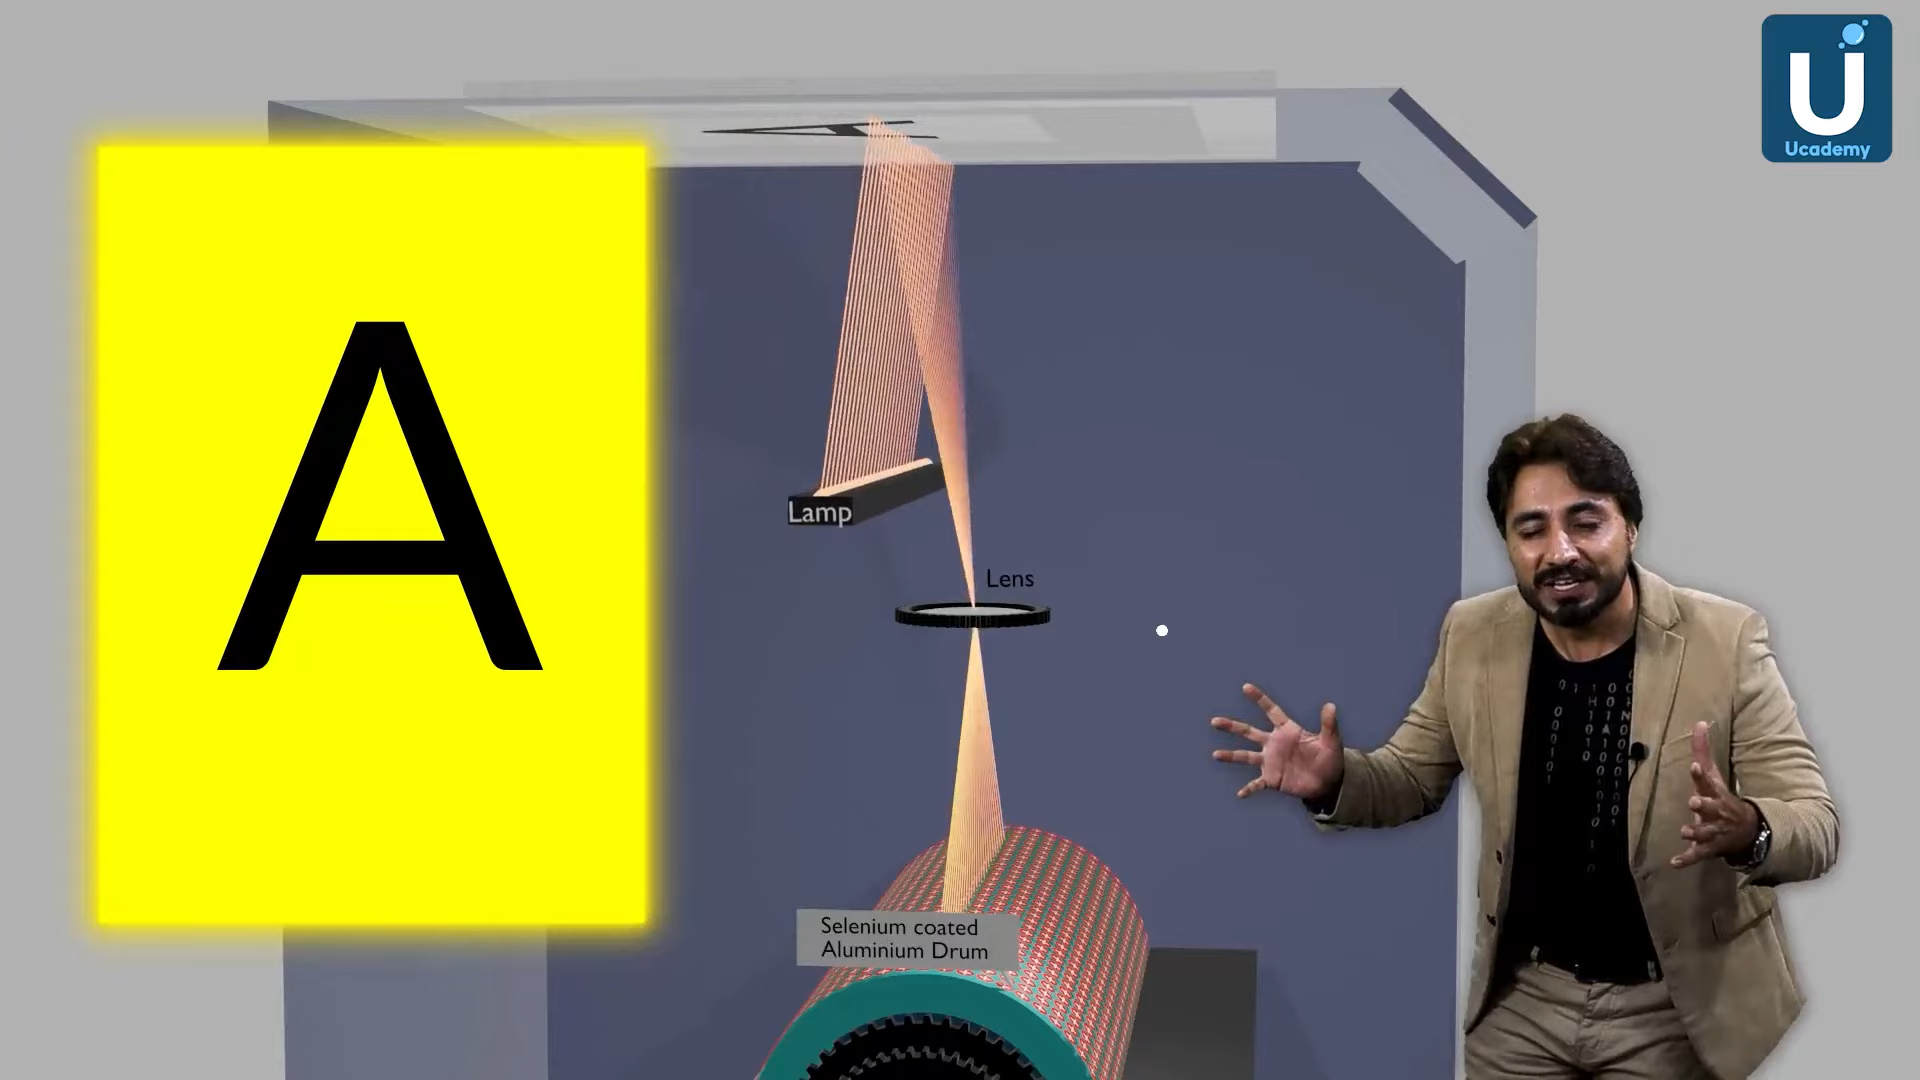 U
Ucademy
A
A
Lamp
Lens
Selenium coated
Aluminium Drum